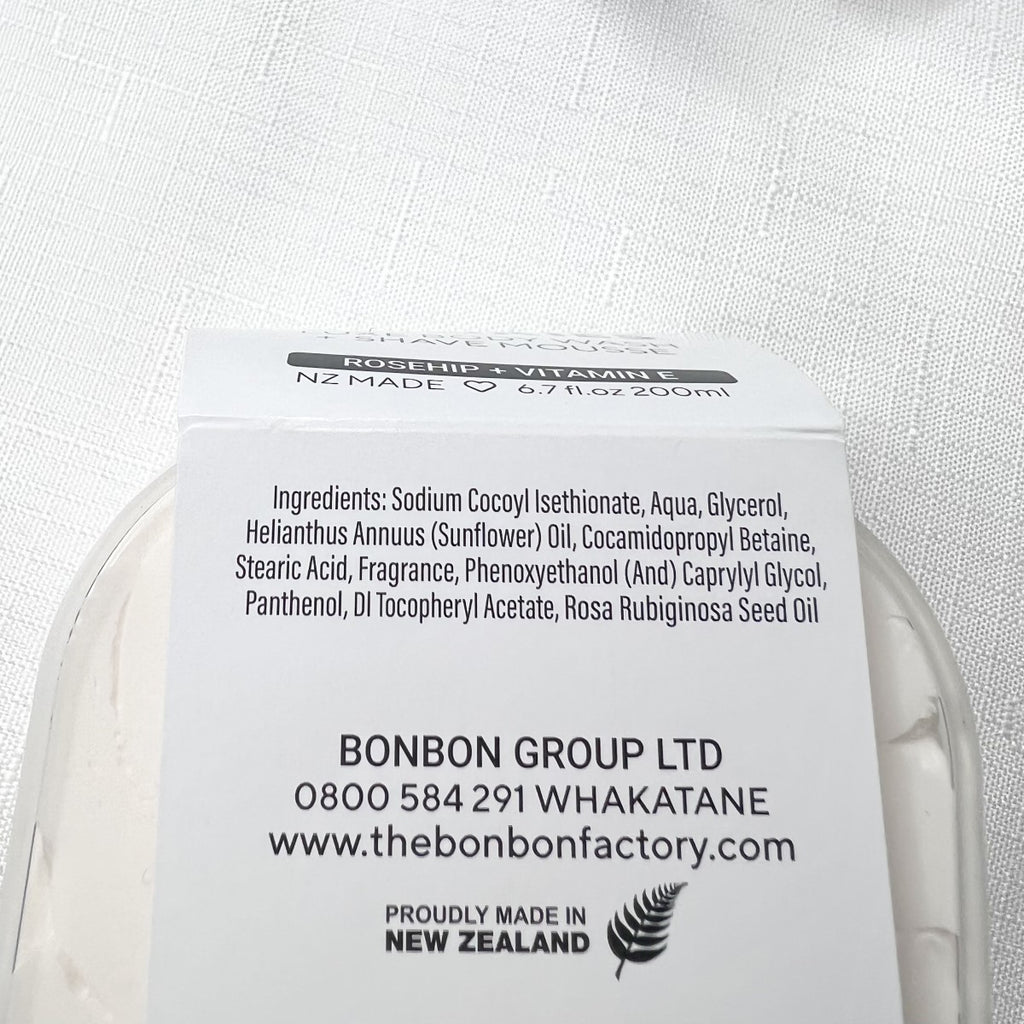 + SHAVE MOUSSE
ROSEHIP + VITAMIN E
NZ MADE ♡ 6.7 fl.oz 200ml
Ingredients: Sodium Cocoyl Isethionate, Aqua, Glycerol,
Helianthus Annuus (Sunflower) Oil, Cocamidopropyl Betaine,
Stearic Acid, Fragrance, Phenoxyethanol (And) Caprylyl Glycol,
Panthenol, Dl Tocopheryl Acetate, Rosa Rubiginosa Seed Oil
BONBON GROUP LTD
0800 584 291 WHAKATANE
www.thebonbonfactory.com
PROUDLY MADE IN
NEW ZEALAND